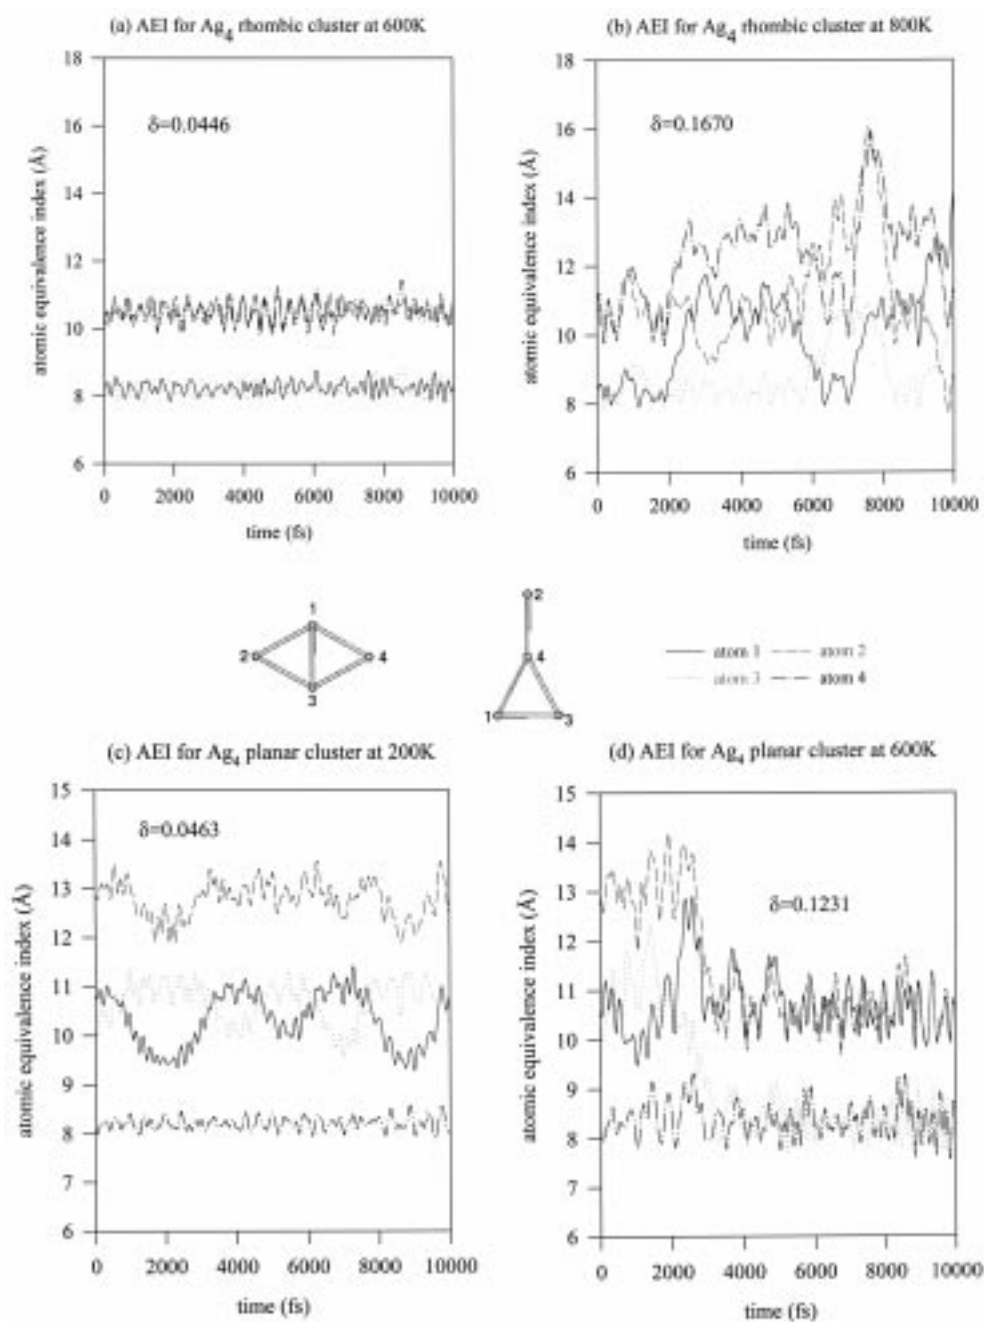 (a) AEI for Ag4 rhombic cluster at 600K
(b) AEI for Ag4 rhombic cluster at 800K
18
16
14
12
10
8
6
δ=0.0446
atomic equivalence index (Å)
0 2000 4000 6000 8000 10000
time (fs)
18
16
14
12
10
8
6
δ=0.1670
atomic equivalence index (Å)
0 2000 4000 6000 8000 10000
time (fs)
1
2
4
3
2
4
1
3
atom 1 atom 2
atom 3 atom 4
(c) AEI for Ag4 planar cluster at 200K
(d) AEI for Ag4 planar cluster at 600K
15
14
13
12
11
10
9
8
7
6
δ=0.0463
atomic equivalence index (Å)
0 2000 4000 6000 8000 10000
time (fs)
15
14
13
12
11
10
9
8
7
6
δ=0.1231
atomic equivalence index (Å)
0 2000 4000 6000 8000 10000
time (fs)